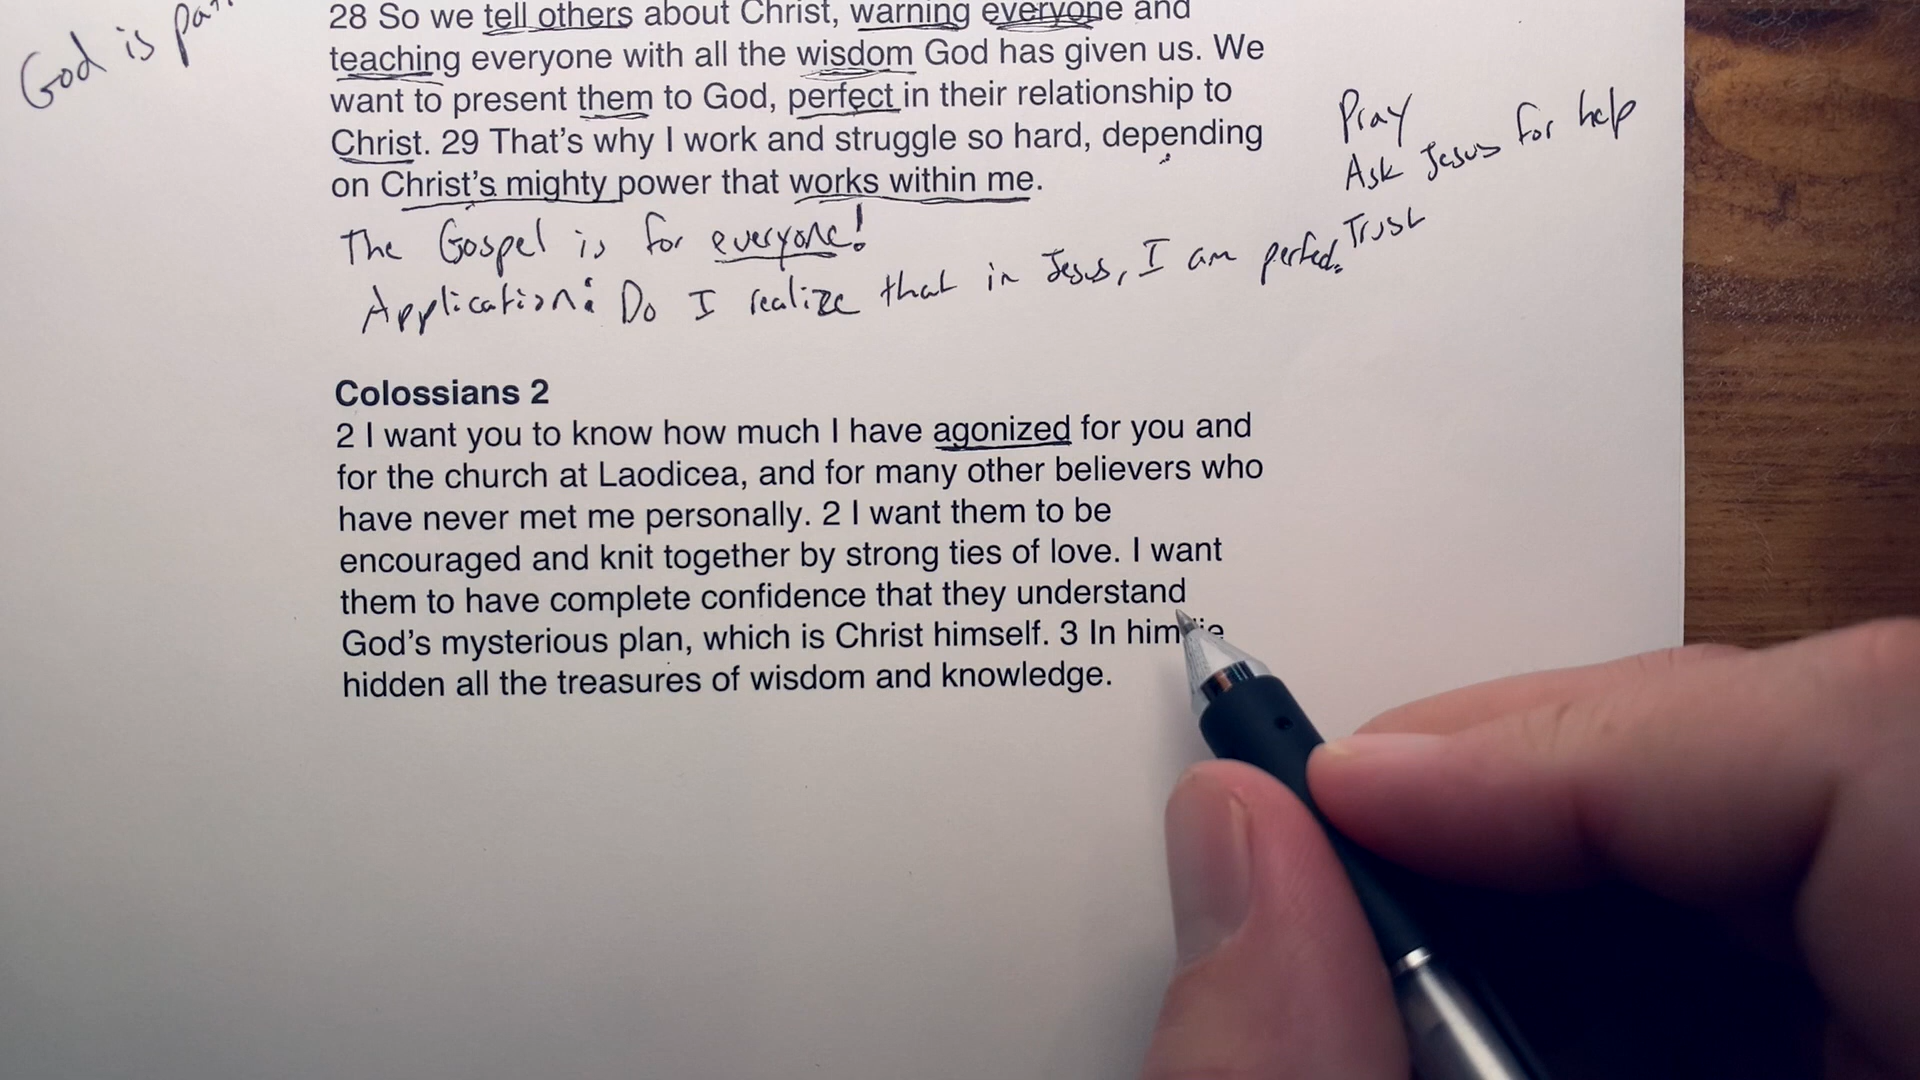 God is
28 So we tell others about Christ, warning everyone and
teaching everyone with all the wisdom God has given us. We
want to present them to God, perfect in their relationship to
Christ. 29 That's why I work and struggle so hard, depending
on Christ's mighty power that works within me.
Pray
Ask Jesus for help
Trust
The Gospel is for everyone!
Application: Do I realize that in Jesus, I am perfect.
Colossians 2
2 I want you to know how much I have agonized for you and
for the church at Laodicea, and for many other believers who
have never met me personally. 2 I want them to be
encouraged and knit together by strong ties of love. I want
them to have complete confidence that they understand
God's mysterious plan, which is Christ himself. 3 In him lie
hidden all the treasures of wisdom and knowledge.